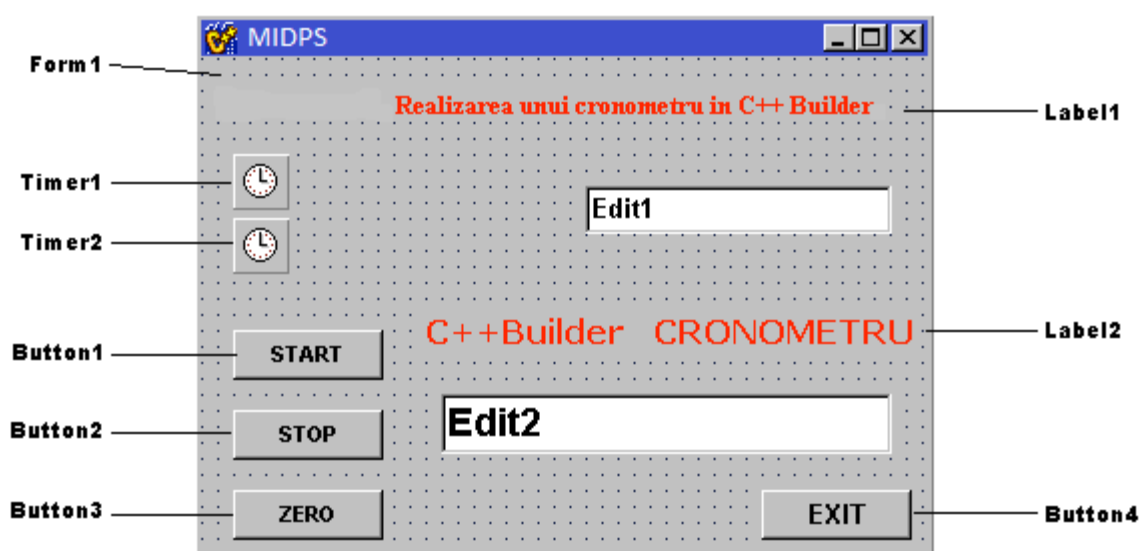 MIDPS
Form1
Realizarea unui cronometru in C++ Builder
Label1
Timer1
Edit1
Timer2
C++Builder CRONOMETRU
Label2
Button1
START
Edit2
Button2
STOP
Button3
ZERO
EXIT
Button4